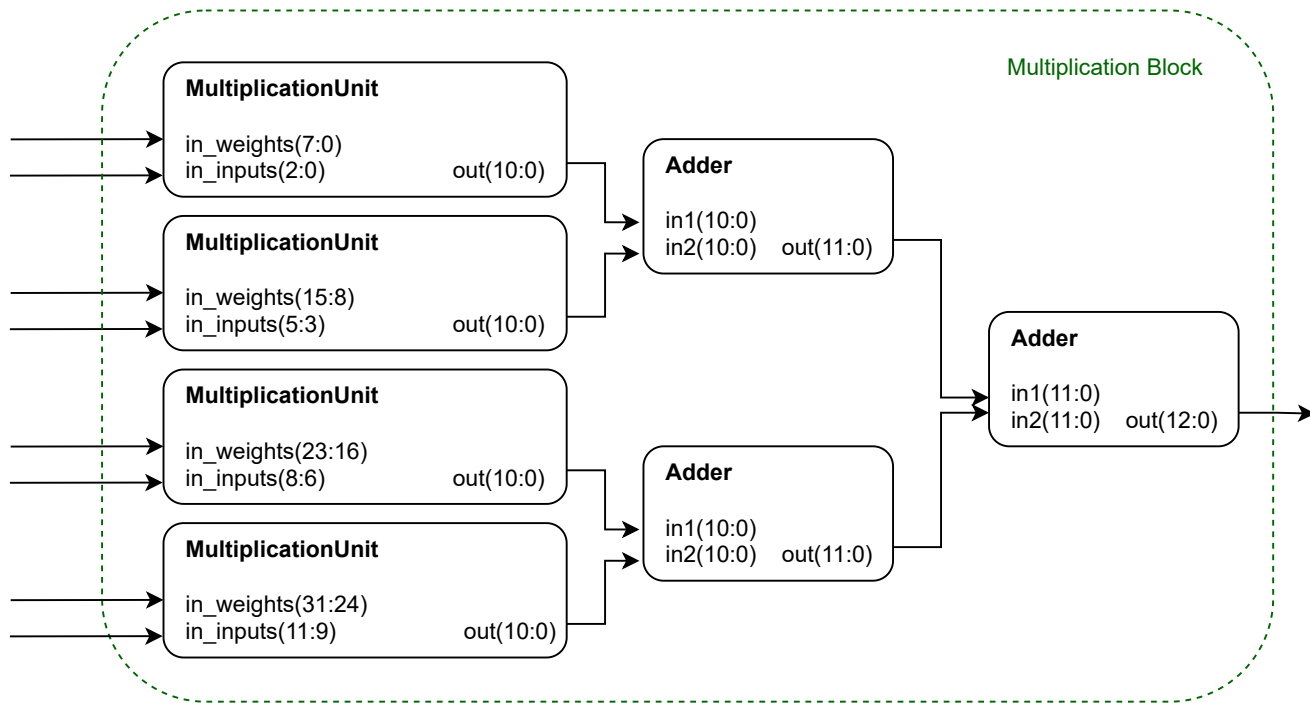 Multiplication Block
MultiplicationUnit
in_weights(7:0)
in_inputs(2:0) out(10:0)
MultiplicationUnit
in_weights(15:8)
in_inputs(5:3) out(10:0)
MultiplicationUnit
in_weights(23:16)
in_inputs(8:6) out(10:0)
MultiplicationUnit
in_weights(31:24)
in_inputs(11:9) out(10:0)
Adder
in1(10:0)
in2(10:0) out(11:0)
Adder
in1(10:0)
in2(10:0) out(11:0)
Adder
in1(11:0)
in2(11:0) out(12:0)